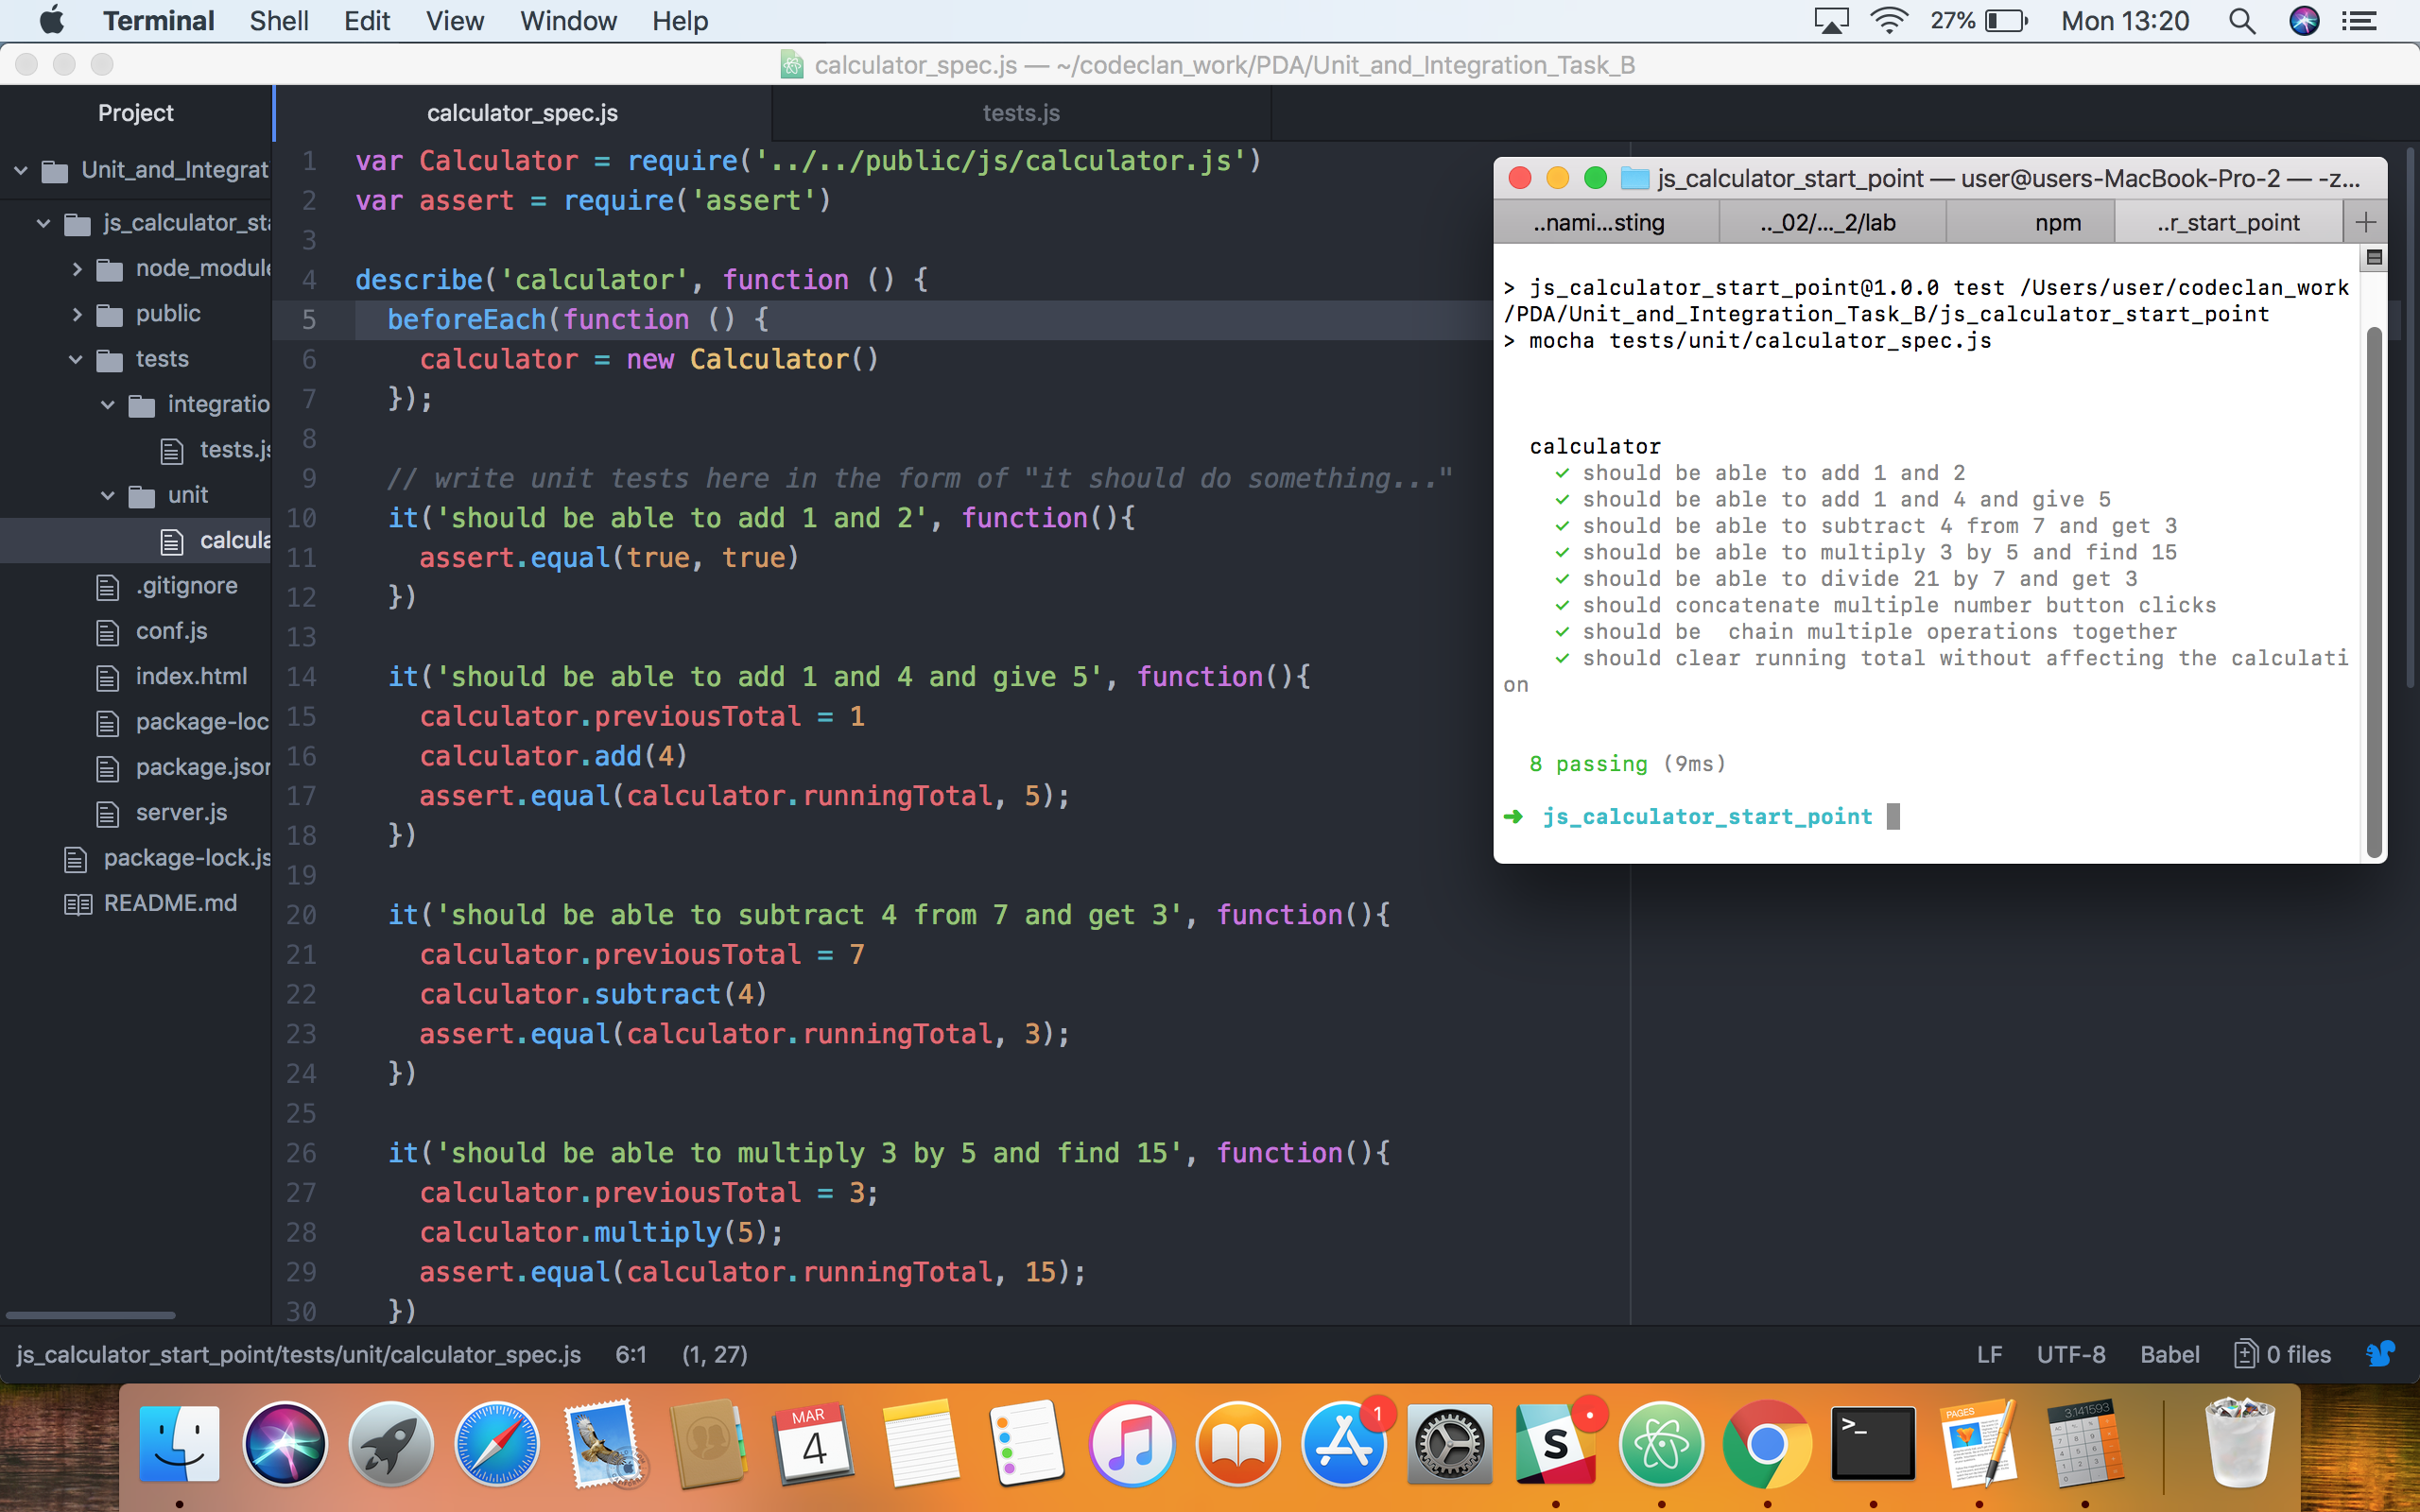 Terminal Shell Edit View Window Help 27% Mon 13:20
calculator_spec.js — ~/codeclan_work/PDA/Unit_and_Integration_Task_B
Project
calculator_spec.js
tests.js
Unit_and_Integrat
js_calculator_sta
node_module
public
tests
integratio
tests.js
unit
calcula
.gitignore
conf.js
index.html
package-loc
package.json
server.js
package-lock.js
README.md
1 var Calculator = require('../../public/js/calculator.js')
2 var assert = require('assert')
3
4 describe('calculator', function () {
5 beforeEach(function () {
6 calculator = new Calculator()
7 });
8
9 // write unit tests here in the form of "it should do something..."
10 it('should be able to add 1 and 2', function(){
11 assert.equal(true, true)
12 })
13
14 it('should be able to add 1 and 4 and give 5', function(){
15 calculator.previousTotal = 1
16 calculator.add(4)
17 assert.equal(calculator.runningTotal, 5);
18 })
19
20 it('should be able to subtract 4 from 7 and get 3', function(){
21 calculator.previousTotal = 7
22 calculator.subtract(4)
23 assert.equal(calculator.runningTotal, 3);
24 })
25
26 it('should be able to multiply 3 by 5 and find 15', function(){
27 calculator.previousTotal = 3;
28 calculator.multiply(5);
29 assert.equal(calculator.runningTotal, 15);
30 })
js_calculator_start_point — user@users-MacBook-Pro-2 — -z...
..nami...sting
.._02/..._2/lab
npm
..r_start_point
> js_calculator_start_point@1.0.0 test /Users/user/codeclan_work
/PDA/Unit_and_Integration_Task_B/js_calculator_start_point
> mocha tests/unit/calculator_spec.js
calculator
✓ should be able to add 1 and 2
✓ should be able to add 1 and 4 and give 5
✓ should be able to subtract 4 from 7 and get 3
✓ should be able to multiply 3 by 5 and find 15
✓ should be able to divide 21 by 7 and get 3
✓ should concatenate multiple number button clicks
✓ should be  chain multiple operations together
✓ should clear running total without affecting the calculati
on
8 passing (9ms)
➜ js_calculator_start_point
js_calculator_start_point/tests/unit/calculator_spec.js 6:1 (1, 27)
LF UTF-8 Babel 0 files
MAR
4
1
S
>_
PAGES
3.141593